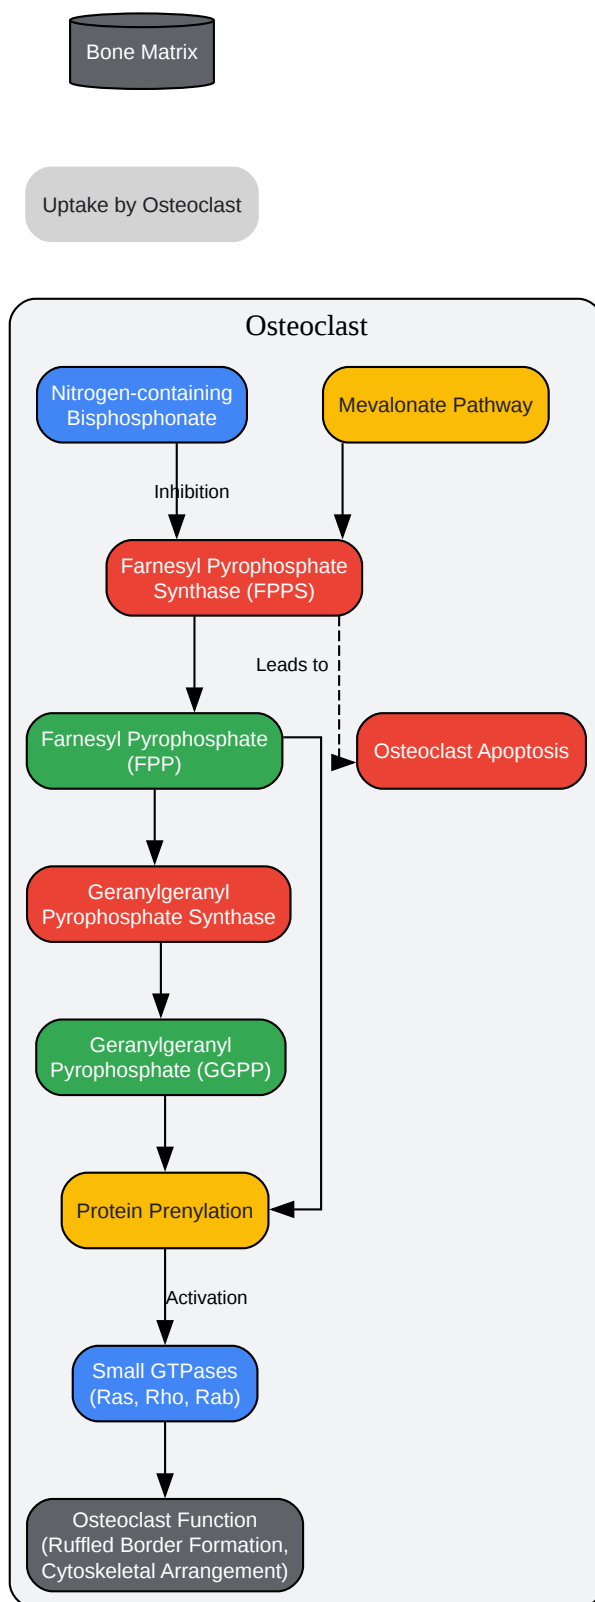 Bone Matrix
Uptake by Osteoclast
Osteoclast
Nitrogen-containing
Bisphosphonate
Mevalonate Pathway
Inhibition
Farnesyl Pyrophosphate
Synthase (FPPS)
Leads to
Farnesyl Pyrophosphate
(FPP)
Osteoclast Apoptosis
Geranylgeranyl
Pyrophosphate Synthase
Geranylgeranyl
Pyrophosphate (GGPP)
Protein Prenylation
Activation
Small GTPases
(Ras, Rho, Rab)
Osteoclast Function
(Ruffled Border Formation,
Cytoskeletal Arrangement)